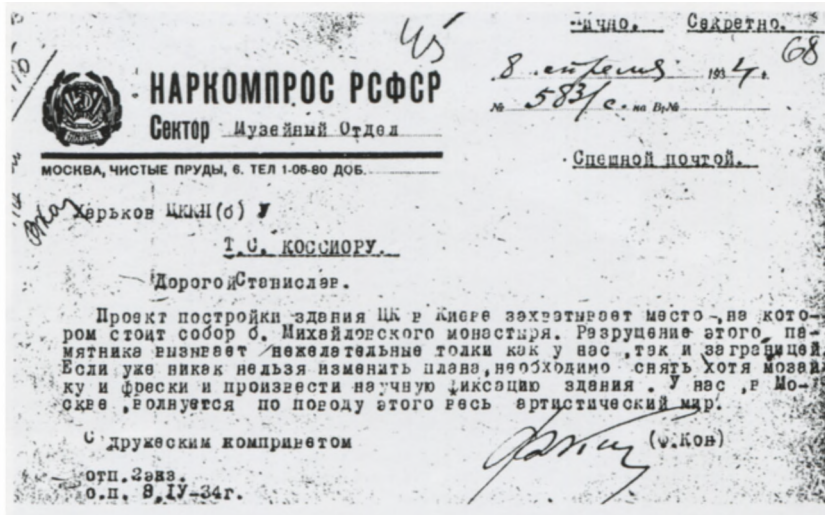 Лично. Секретно.
45
68
НАРКОМПРОС РСФСР
Сектор Музейный Отдел
8 апреля 1934 г.
№ 583/с. на Вх№
МОСКВА, ЧИСТЫЕ ПРУДЫ, 6. ТЕЛ 1-05-80 ДОБ.
Спешной почтой.
Харьков ЦККП(б) У
Т.С. КОССИОРУ.
Дорогой Станислав.
Проект постройки здания ЦК в Киеве захватывает место, на кото-
ром стоит собор б. Михайловского монастыря. Разрушение этого па-
мятника вызывает нежелательные толки как у нас, так и заграницей.
Если уже никак нельзя изменить плана, необходимо снять хотя мозаи-
ку и фрески и произвести научную фиксацию здания. У нас, в Мо-
скве, волнуется по поводу этого весь артистический мир.
С дружеским комприветом
(Ф.Кон)
отп. 2экз.
о.п. 8,IV-34г.